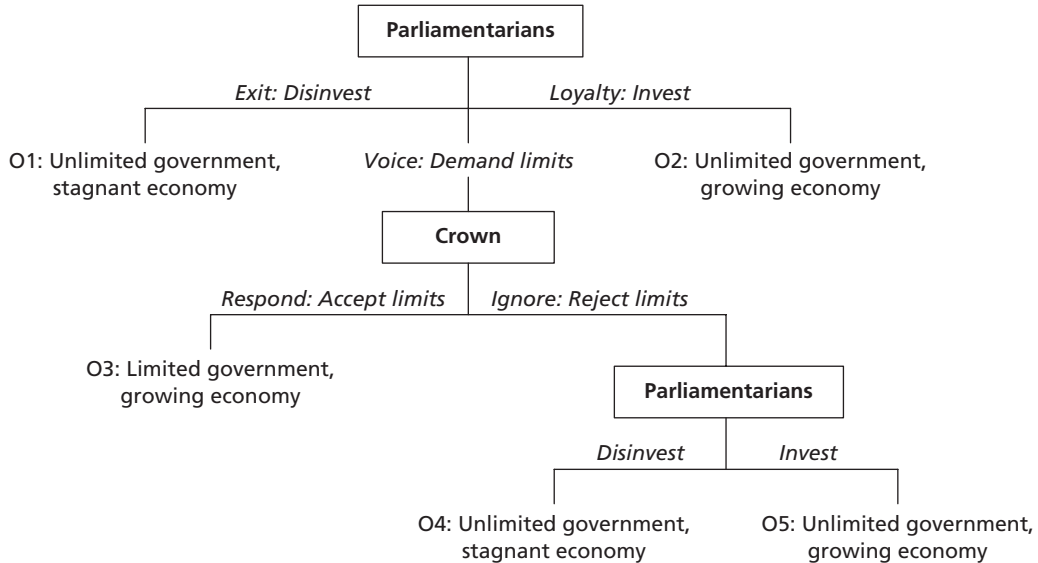 Parliamentarians
Exit: Disinvest
Loyalty: Invest
O1: Unlimited government,
stagnant economy
Voice: Demand limits
O2: Unlimited government,
growing economy
Crown
Respond: Accept limits
Ignore: Reject limits
O3: Limited government,
growing economy
Parliamentarians
Disinvest
Invest
O4: Unlimited government,
stagnant economy
O5: Unlimited government,
growing economy